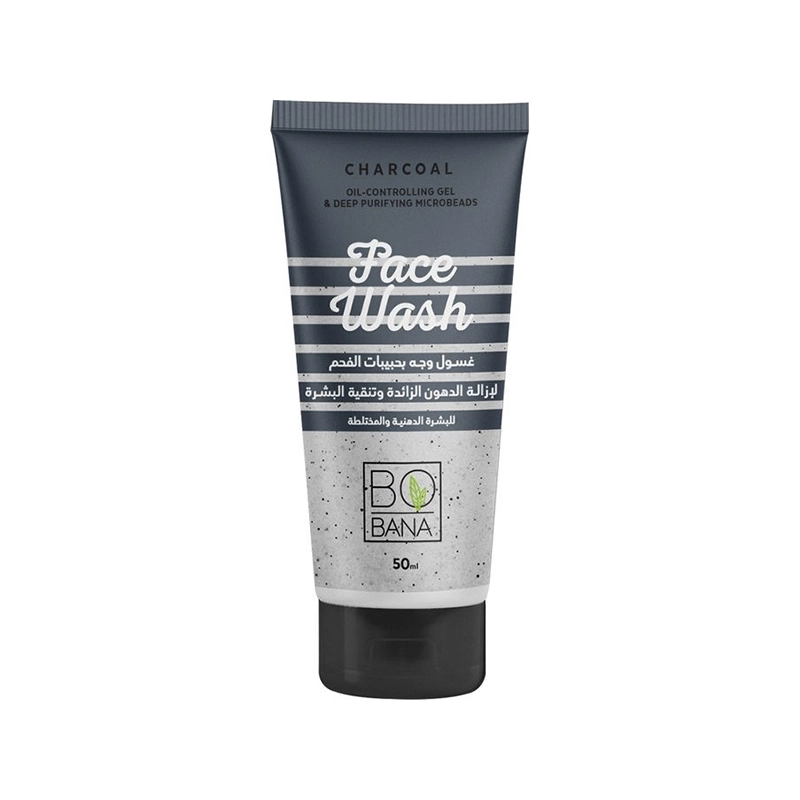 CHARCOAL
OIL-CONTROLLING GEL
& DEEP PURIFYING MICROBEADS
Face
Wash
غسول وجه بحبيبات الفحم
لإزالة الدهون الزائدة وتنقية البشرة
للبشرة الدهنية والمختلطة
BO
BANA
50ml